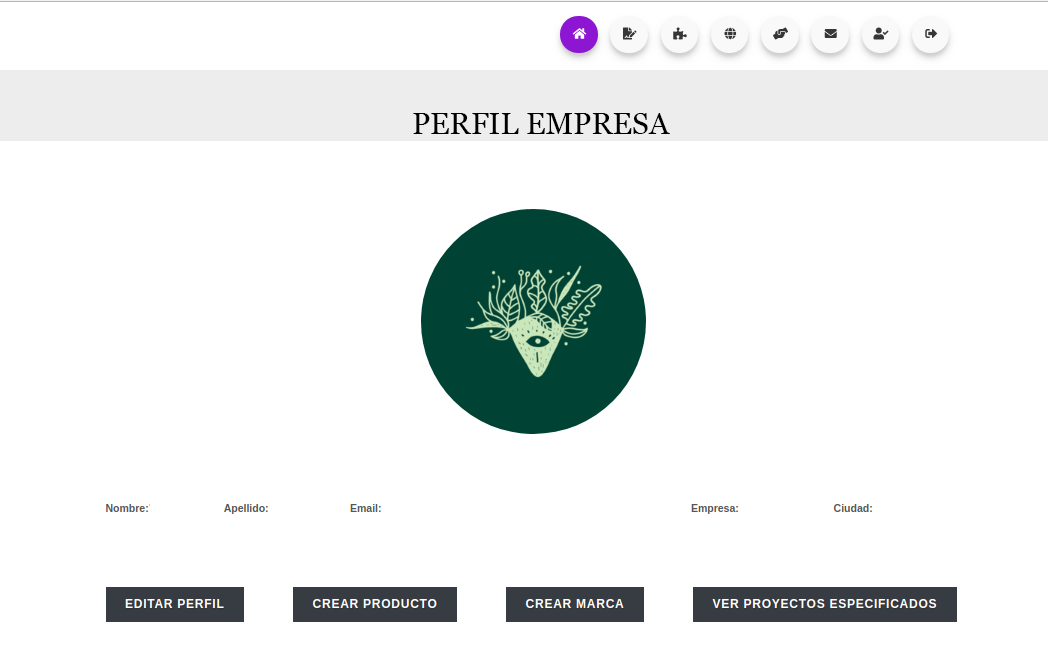 PERFIL EMPRESA
Nombre: Apellido: Email: Empresa: Ciudad:
EDITAR PERFIL CREAR PRODUCTO CREAR MARCA VER PROYECTOS ESPECIFICADOS